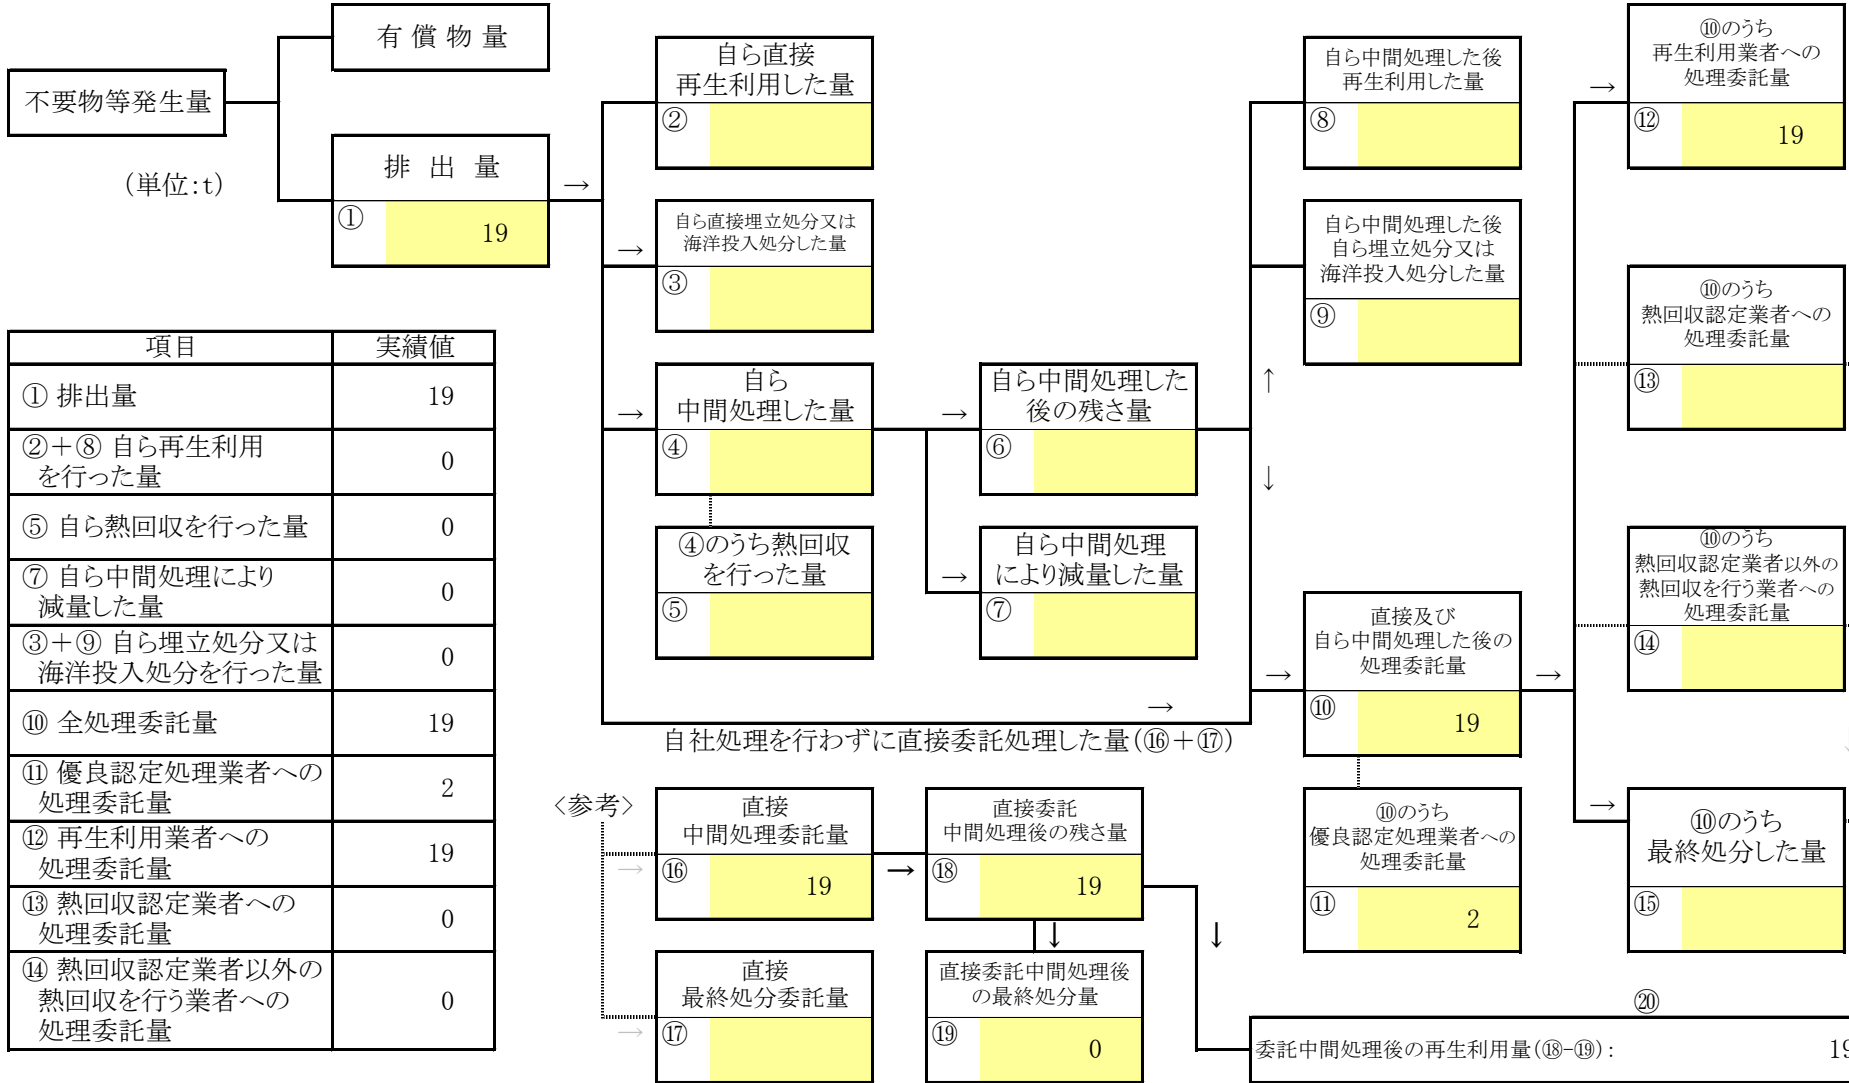 有償物量
不要物等発生量
(単位:t)
排出量
→
①
19
自ら直接
再生利用した量
②
→
自ら直接埋立処分又は
海洋投入処分した量
③
→
自ら
中間処理した量
④
④のうち熱回収
を行った量
⑤
→
自ら中間処理した
後の残さ量
⑥
→
自ら中間処理
により減量した量
⑦
自ら中間処理した後
再生利用した量
⑧
自ら中間処理した後
自ら埋立処分又は
海洋投入処分した量
⑨
↑
↓
→
直接及び
自ら中間処理した後の
処理委託量
⑩
19
→
⑩のうち
優良認定処理業者への
処理委託量
⑪
2
→
⑩のうち
再生利用業者への
処理委託量
⑫
19
⑩のうち
熱回収認定業者への
処理委託量
⑬
⑩のうち
熱回収認定業者以外の
熱回収を行う業者への
処理委託量
⑭
→
⑩のうち
最終処分した量
⑮
→
自社処理を行わずに直接委託処理した量(⑯+⑰)
〈参考〉
直接
中間処理委託量
→
⑯
19
→
直接委託
中間処理後の残さ量
⑱
19
↓
↓
直接
最終処分委託量
→
⑰
直接委託中間処理後
の最終処分量
⑲
0
⑳
委託中間処理後の再生利用量(⑱-⑲):
19
項目 実績値
① 排出量 19
②+⑧ 自ら再生利用
を行った量 0
⑤ 自ら熱回収を行った量 0
⑦ 自ら中間処理により
減量した量 0
③+⑨ 自ら埋立処分又は
海洋投入処分を行った量 0
⑩ 全処理委託量 19
⑪ 優良認定処理業者への
処理委託量 2
⑫ 再生利用業者への
処理委託量 19
⑬ 熱回収認定業者への
処理委託量 0
⑭ 熱回収認定業者以外の
熱回収を行う業者への
処理委託量 0